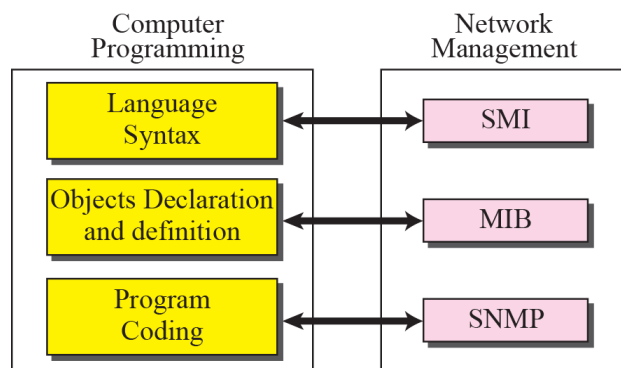 Computer
Programming
Network
Management
Language
Syntax
SMI
Objects Declaration
and definition
MIB
Program
Coding
SNMP